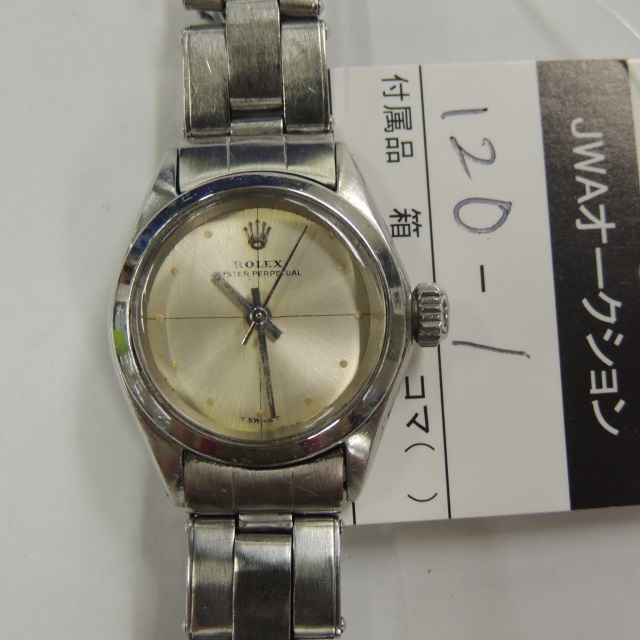 ROLEX
OYSTER PERPETUAL
T SWISS T
JWAオークション
120-1
付属品 箱
コマ( )